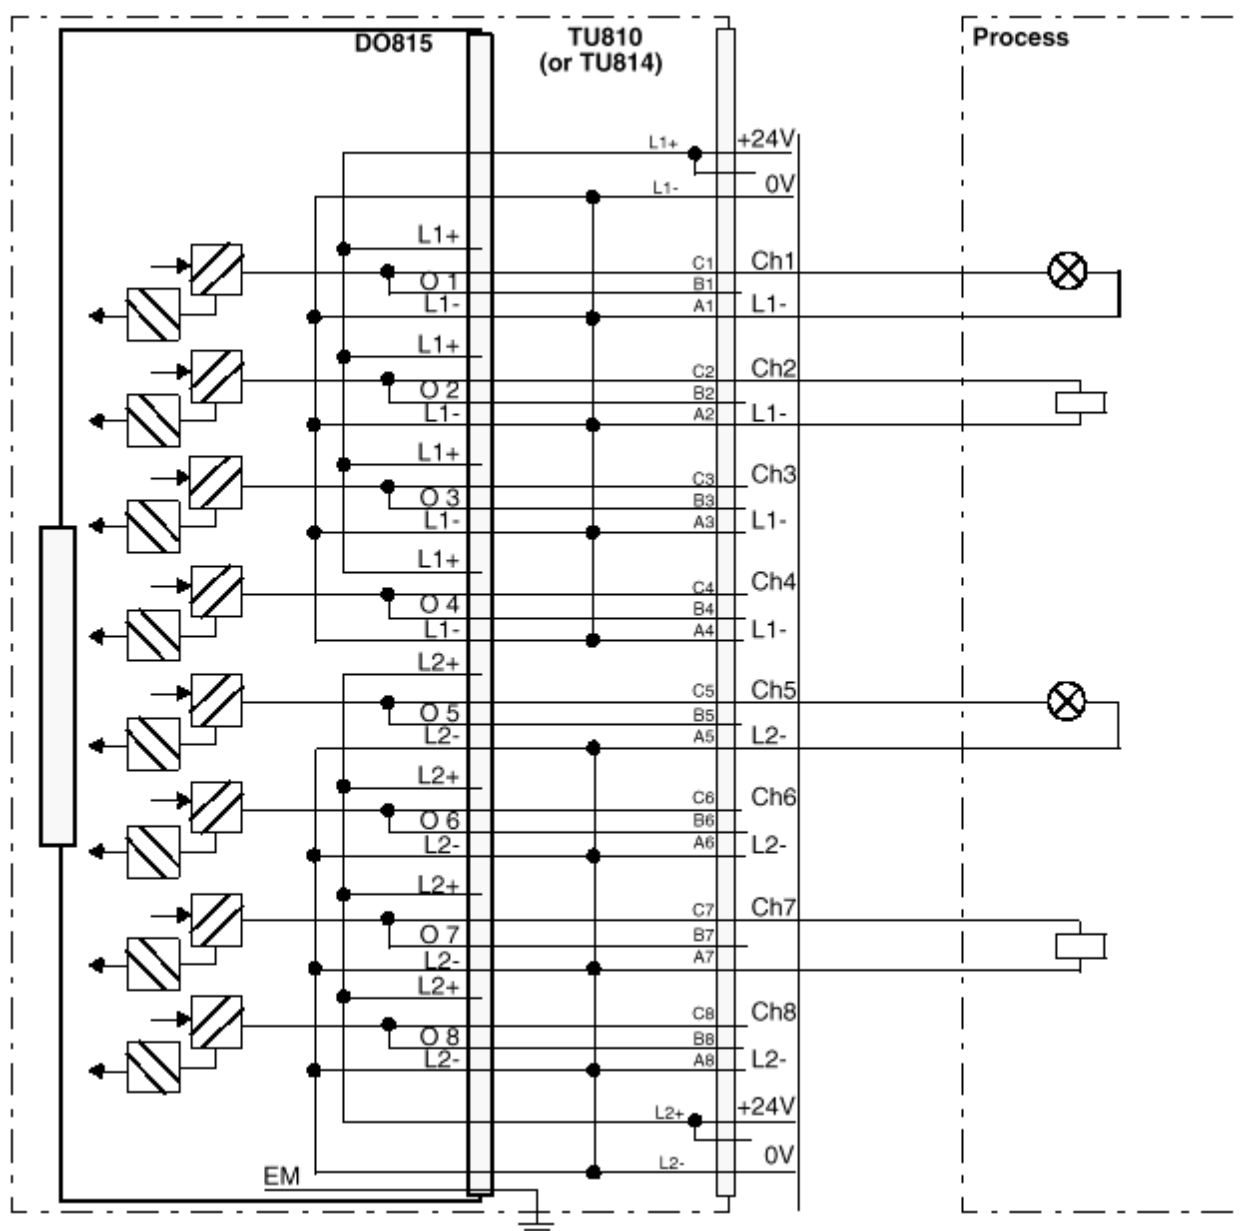 DO815 TU810 Process
(or TU814)
L1+ +24V
L1- 0V
L1+
C1 Ch1
O 1 B1
L1- A1 L1-
L1+
C2 Ch2
O 2 B2
L1- A2 L1-
L1+
C3 Ch3
O 3 B3
L1- A3 L1-
L1+
C4 Ch4
O 4 B4
L1- A4 L1-
L2+
C5 Ch5
O 5 B5
L2- A5 L2-
L2+
C6 Ch6
O 6 B6
L2- A6 L2-
L2+
C7 Ch7
O 7 B7
L2- A7
L2+
C8 Ch8
O 8 B8
L2- A8 L2-
L2+ +24V
L2- 0V
EM